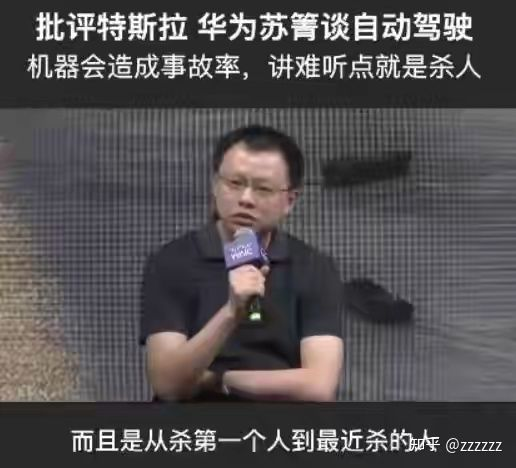 批评特斯拉 华为苏箐谈自动驾驶
机器会造成事故率，讲难听点就是杀人
而且是从杀第一个人到最近杀的人
知乎 @zzzzzz